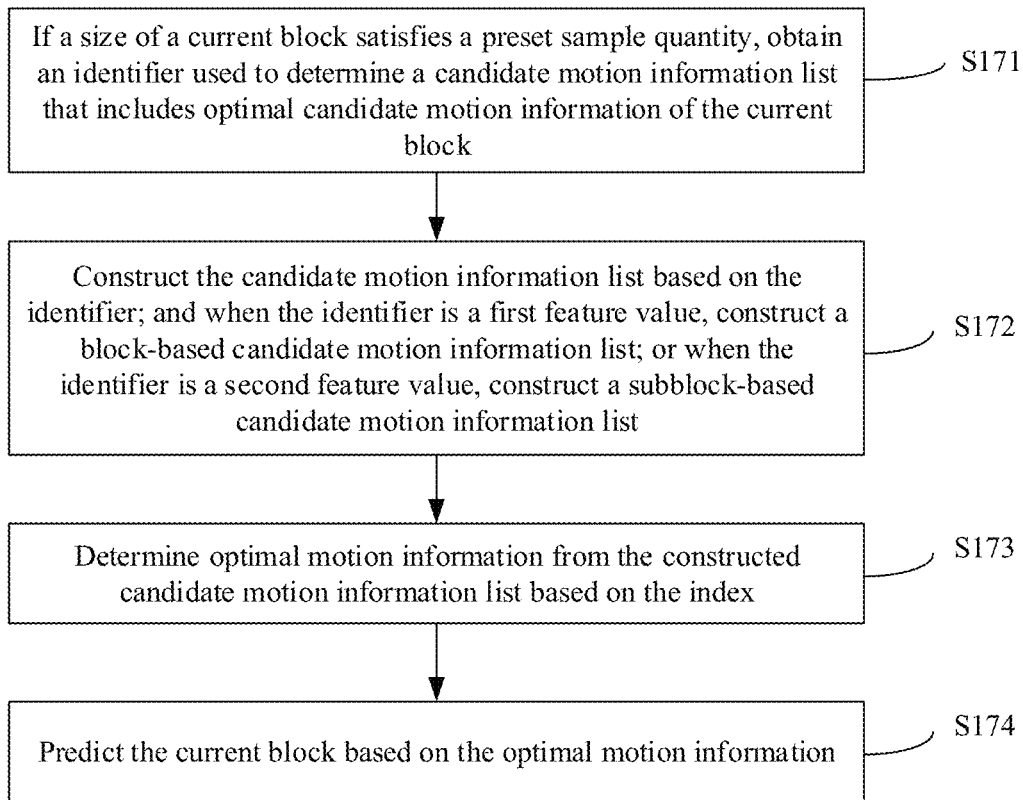 If a size of a current block satisfies a preset sample quantity, obtain
an identifier used to determine a candidate motion information list
that includes optimal candidate motion information of the current
block
S171
Construct the candidate motion information list based on the
identifier; and when the identifier is a first feature value, construct a
block-based candidate motion information list; or when the
identifier is a second feature value, construct a subblock-based
candidate motion information list
S172
Determine optimal motion information from the constructed
candidate motion information list based on the index
S173
Predict the current block based on the optimal motion information
S174